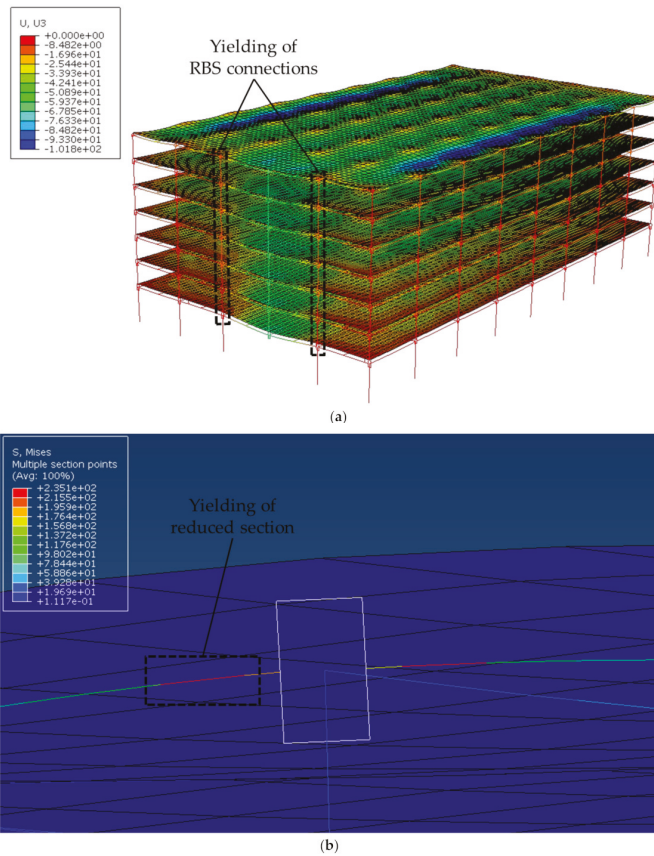 U, U3
+0.000e+00
-8.482e+00
-1.696e+01
-2.544e+01
-3.393e+01
-4.241e+01
-5.089e+01
-5.937e+01
-6.785e+01
-7.633e+01
-8.482e+01
-9.330e+01
-1.018e+02
Yielding of
RBS connections
(a)
S, Mises
Multiple section points
(Avg: 100%)
+2.351e+02
+2.155e+02
+1.959e+02
+1.764e+02
+1.568e+02
+1.372e+02
+1.176e+02
+9.802e+01
+7.844e+01
+5.886e+01
+3.928e+01
+1.969e+01
+1.117e-01
Yielding of
reduced section
(b)